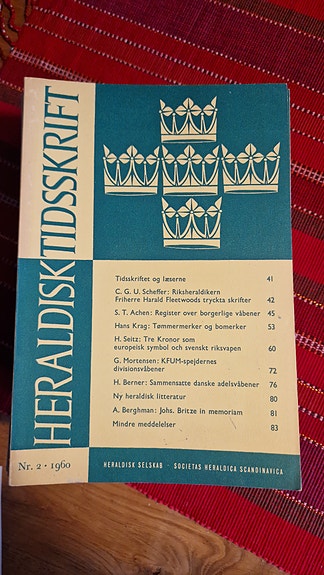 HERALDISK TIDSSKRIFT
Tidsskriftet og læserne 41
C. G. U. Scheffer: Riksheraldikern
Friherre Harald Fleetwoods tryckta skrifter 42
S. T. Achen: Register over borgerlige våbener 45
Hans Krag: Tømmermerker og bomerker 53
H. Seitz: Tre Kronor som
europeisk symbol och svenskt riksvapen 60
G. Mortensen: KFUM-spejdernes
divisionsvåbener 72
H. Berner: Sammensatte danske adelsvåbener 76
Ny heraldisk litteratur 80
A. Berghman: Johs. Britze in memoriam 81
Mindre meddelelser 83
Nr. 2 · 1960
HERALDISK SELSKAB · SOCIETAS HERALDICA SCANDINAVICA